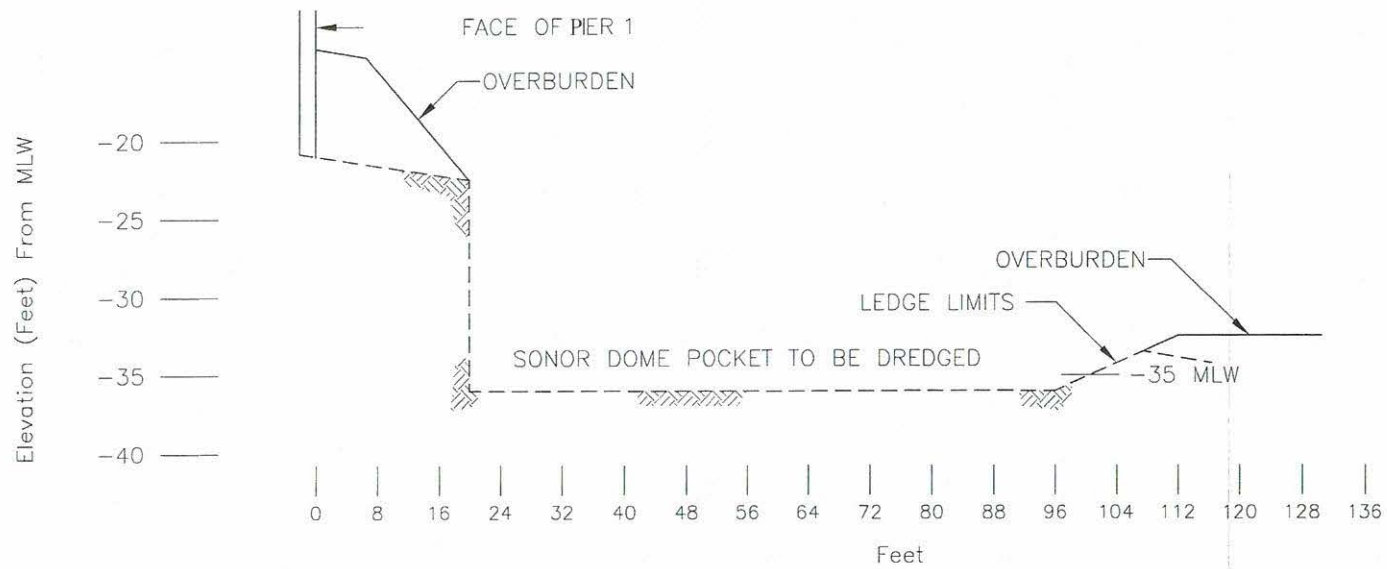 FACE OF PIER 1
OVERBURDEN
Elevation (Feet) From MLW
-20
-25
-30
-35
-40
OVERBURDEN
LEDGE LIMITS
SONOR DOME POCKET TO BE DREDGED
-35 MLW
0 8 16 24 32 40 48 56 64 72 80 88 96 104 112 120 128 136
Feet